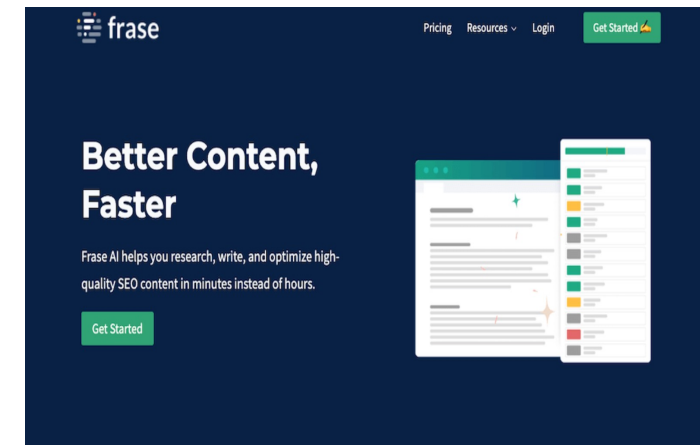 frase
Pricing
Resources
Login
Get Started ✍️
Better Content,
Faster
Frase AI helps you research, write, and optimize high-
quality SEO content in minutes instead of hours.
Get Started